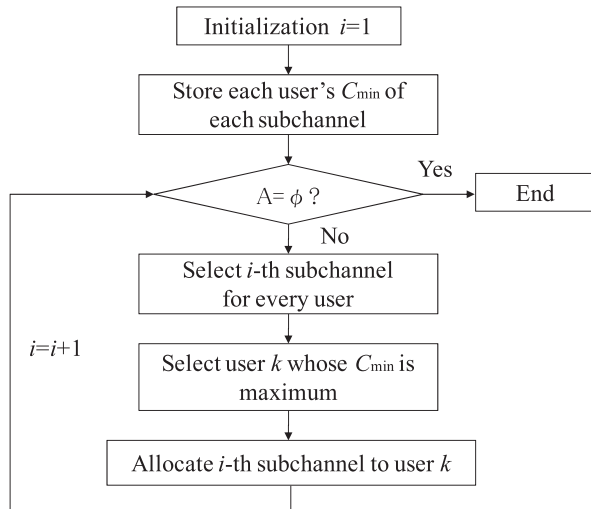 Initialization i=1
Store each user's Cmin of
each subchannel
A= ϕ ?
Yes
End
No
Select i-th subchannel
for every user
i=i+1
Select user k whose Cmin is
maximum
Allocate i-th subchannel to user k